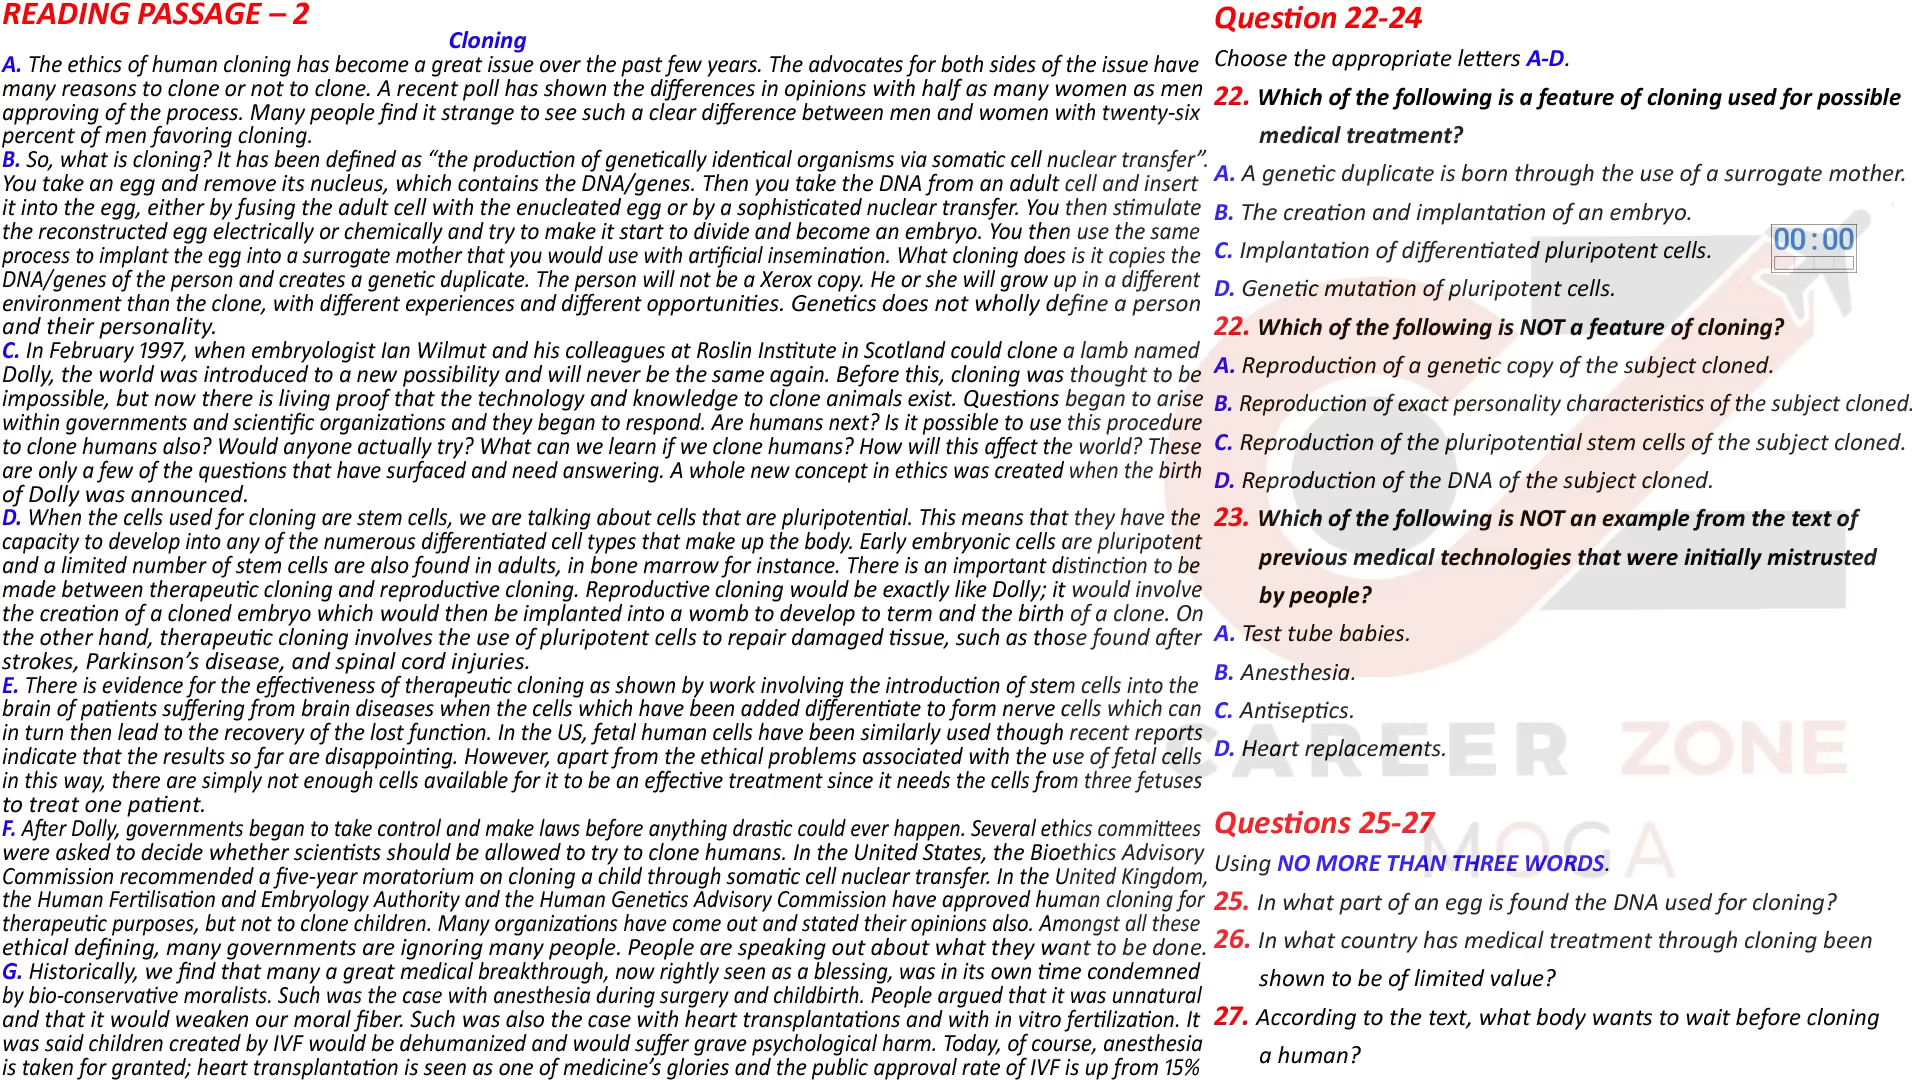 READING PASSAGE – 2
Cloning
A. The ethics of human cloning has become a great issue over the past few years. The advocates for both sides of the issue have
many reasons to clone or not to clone. A recent poll has shown the differences in opinions with half as many women as men
approving of the process. Many people find it strange to see such a clear difference between men and women with twenty-six
percent of men favoring cloning.
B. So, what is cloning? It has been defined as “the production of genetically identical organisms via somatic cell nuclear transfer”.
You take an egg and remove its nucleus, which contains the DNA/genes. Then you take the DNA from an adult cell and insert
it into the egg, either by fusing the adult cell with the enucleated egg or by a sophisticated nuclear transfer. You then stimulate
the reconstructed egg electrically or chemically and try to make it start to divide and become an embryo. You then use the same
process to implant the egg into a surrogate mother that you would use with artificial insemination. What cloning does is it copies the
DNA/genes of the person and creates a genetic duplicate. The person will not be a Xerox copy. He or she will grow up in a different
environment than the clone, with different experiences and different opportunities. Genetics does not wholly define a person
and their personality.
C. In February 1997, when embryologist Ian Wilmut and his colleagues at Roslin Institute in Scotland could clone a lamb named
Dolly, the world was introduced to a new possibility and will never be the same again. Before this, cloning was thought to be
impossible, but now there is living proof that the technology and knowledge to clone animals exist. Questions began to arise
within governments and scientific organizations and they began to respond. Are humans next? Is it possible to use this procedure
to clone humans also? Would anyone actually try? What can we learn if we clone humans? How will this affect the world? These
are only a few of the questions that have surfaced and need answering. A whole new concept in ethics was created when the birth
of Dolly was announced.
D. When the cells used for cloning are stem cells, we are talking about cells that are pluripotential. This means that they have the
capacity to develop into any of the numerous differentiated cell types that make up the body. Early embryonic cells are pluripotent
and a limited number of stem cells are also found in adults, in bone marrow for instance. There is an important distinction to be
made between therapeutic cloning and reproductive cloning. Reproductive cloning would be exactly like Dolly; it would involve
the creation of a cloned embryo which would then be implanted into a womb to develop to term and the birth of a clone. On
the other hand, therapeutic cloning involves the use of pluripotent cells to repair damaged tissue, such as those found after
strokes, Parkinson’s disease, and spinal cord injuries.
E. There is evidence for the effectiveness of therapeutic cloning as shown by work involving the introduction of stem cells into the
brain of patients suffering from brain diseases when the cells which have been added differentiate to form nerve cells which can
in turn then lead to the recovery of the lost function. In the US, fetal human cells have been similarly used though recent reports
indicate that the results so far are disappointing. However, apart from the ethical problems associated with the use of fetal cells
in this way, there are simply not enough cells available for it to be an effective treatment since it needs the cells from three fetuses
to treat one patient.
F. After Dolly, governments began to take control and make laws before anything drastic could ever happen. Several ethics committees
were asked to decide whether scientists should be allowed to try to clone humans. In the United States, the Bioethics Advisory
Commission recommended a five-year moratorium on cloning a child through somatic cell nuclear transfer. In the United Kingdom,
the Human Fertilisation and Embryology Authority and the Human Genetics Advisory Commission have approved human cloning for
therapeutic purposes, but not to clone children. Many organizations have come out and stated their opinions also. Amongst all these
ethical defining, many governments are ignoring many people. People are speaking out about what they want to be done.
G. Historically, we find that many a great medical breakthrough, now rightly seen as a blessing, was in its own time condemned
by bio-conservative moralists. Such was the case with anesthesia during surgery and childbirth. People argued that it was unnatural
and that it would weaken our moral fiber. Such was also the case with heart transplantations and with in vitro fertilization. It
was said children created by IVF would be dehumanized and would suffer grave psychological harm. Today, of course, anesthesia
is taken for granted; heart transplantation is seen as one of medicine’s glories and the public approval rate of IVF is up from 15%
Question 22-24
Choose the appropriate letters A-D.
22. Which of the following is a feature of cloning used for possible
medical treatment?
A. A genetic duplicate is born through the use of a surrogate mother.
B. The creation and implantation of an embryo.
C. Implantation of differentiated pluripotent cells.
D. Genetic mutation of pluripotent cells.
00:00
22. Which of the following is NOT a feature of cloning?
A. Reproduction of a genetic copy of the subject cloned.
B. Reproduction of exact personality characteristics of the subject cloned.
C. Reproduction of the pluripotential stem cells of the subject cloned.
D. Reproduction of the DNA of the subject cloned.
23. Which of the following is NOT an example from the text of
previous medical technologies that were initially mistrusted
by people?
A. Test tube babies.
B. Anesthesia.
C. Antiseptics.
D. Heart replacements.
CAREER ZONE
MOGA
Questions 25-27
Using NO MORE THAN THREE WORDS.
25. In what part of an egg is found the DNA used for cloning?
26. In what country has medical treatment through cloning been
shown to be of limited value?
27. According to the text, what body wants to wait before cloning
a human?